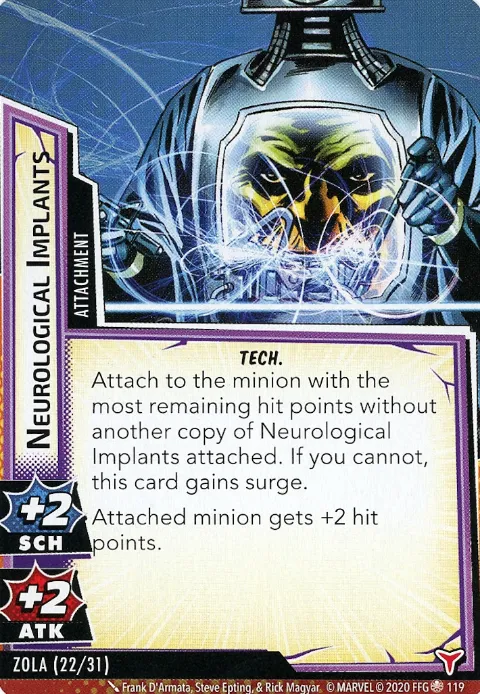 NEUROLOGICAL IMPLANTS
ATTACHMENT
TECH.
Attach to the minion with the
most remaining hit points without
another copy of Neurological
Implants attached. If you cannot,
this card gains surge.
Attached minion gets +2 hit
points.
+2
SCH
+2
ATK
ZOLA (22/31)
Frank D'Armata, Steve Epting, & Rick Magyar. © MARVEL © 2020 FFG 119